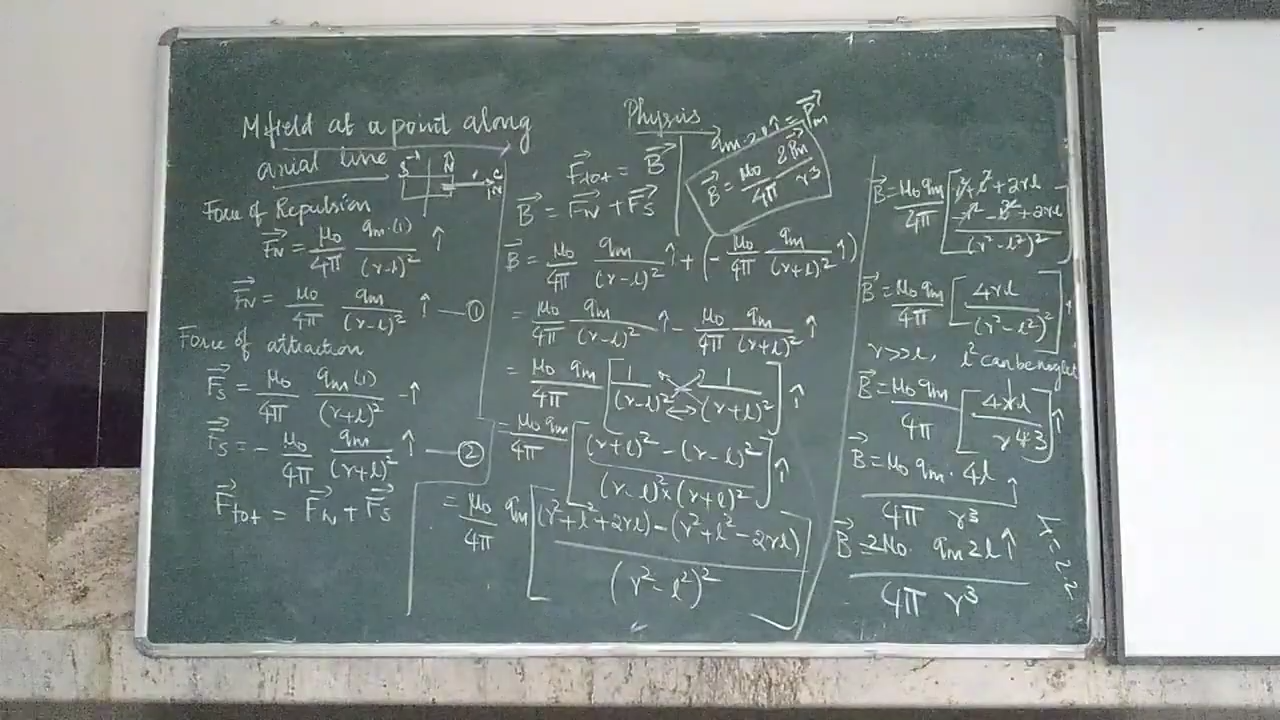 M field at a point along
axial line
S N
Force of Repulsion
F⃗N = μ0/4π qm·(1)/(r-l)² ↑
F⃗N = μ0/4π qm/(r-l)² ↑ — ①
Force of attraction
F⃗S = μ0/4π qm(1)/(r+l)² -↑
F⃗S = - μ0/4π qm/(r+l)² ↑ — ②
F⃗tot = F⃗N + F⃗S
Physics
F⃗tot = B⃗
B⃗ = F⃗N + F⃗S
= P⃗m
B⃗ = μ0/4π 2P⃗m/r3
B⃗ = μ0/4π qm/(r-l)² ↑ + (- μ0/4π qm/(r+l)² ↑)
= μ0/4π qm/(r-l)² ↑ - μ0/4π qm/(r+l)² ↑
= μ0 qm/4π [1/(r-l)² 1/(r+l)²] ↑
= μ0 qm/4π [(r+l)² - (r-l)²/(r-l)² × (r+l)²] ↑
= μ0/4π qm [(r²+l²+2rl) - (r²+l²-2rl)/(r²-l²)²]
B⃗ = μ0 qm/4π [r²+l²+2rl -r²-l²+2rl/(r²-l²)²]
B⃗ = μ0 qm/4π [4rl/(r²-l²)²]
r>>l, l² can be neglect
B⃗ = μ0 qm/4π [4rl/r43] ↑
B⃗ = μ0 qm·4l/4π r3 ↑
B⃗ = 2μ0 qm 2l/4π r3 ↑